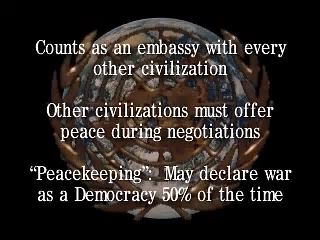 Counts as an embassy with every
other civilization
Other civilizations must offer
peace during negotiations
“Peacekeeping”: May declare war
as a Democracy 50% of the time